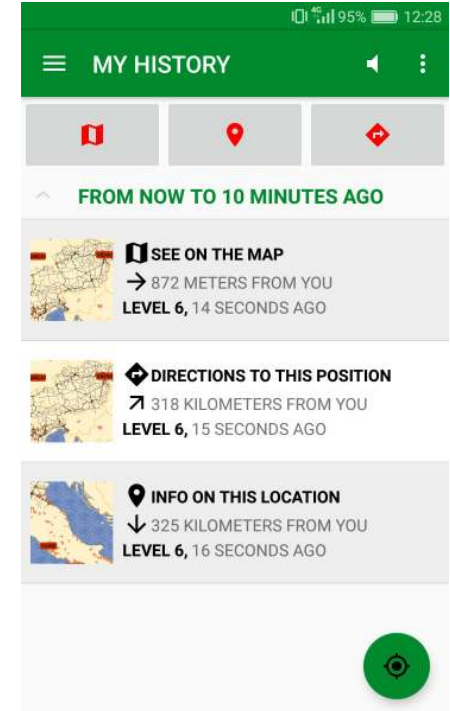 4G 95% 12:28
MY HISTORY
FROM NOW TO 10 MINUTES AGO
SEE ON THE MAP
872 METERS FROM YOU
LEVEL 6, 14 SECONDS AGO
DIRECTIONS TO THIS POSITION
318 KILOMETERS FROM YOU
LEVEL 6, 15 SECONDS AGO
INFO ON THIS LOCATION
325 KILOMETERS FROM YOU
LEVEL 6, 16 SECONDS AGO